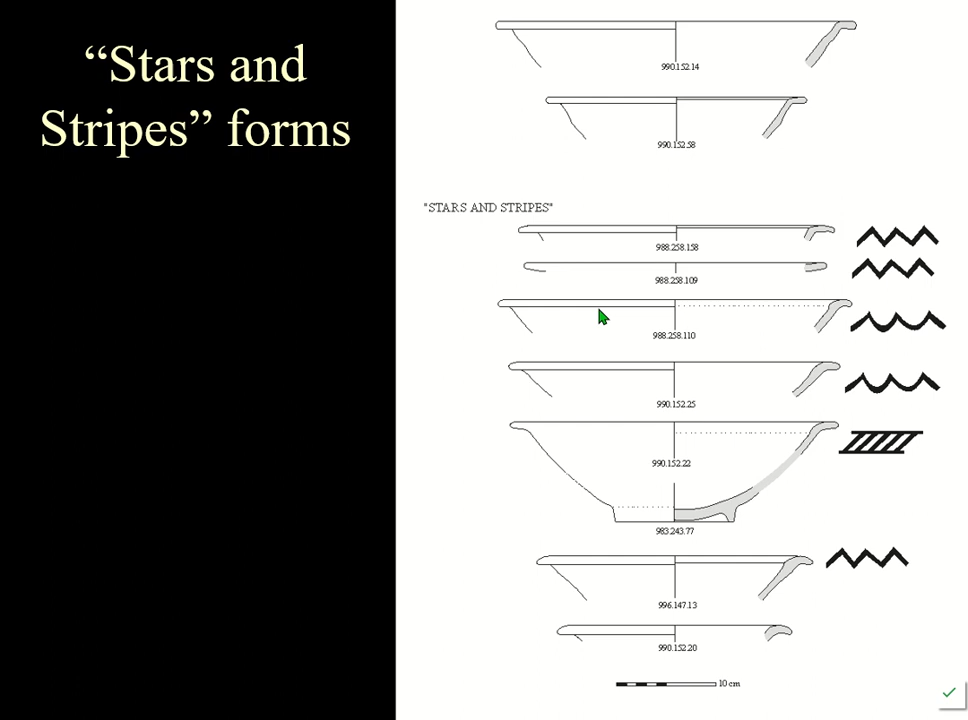 “Stars and
Stripes” forms
990.152.14
990.152.58
"STARS AND STRIPES"
988.258.158
988.258.109
988.258.110
990.152.25
990.152.22
983.243.77
996.147.13
990.152.20
10 cm